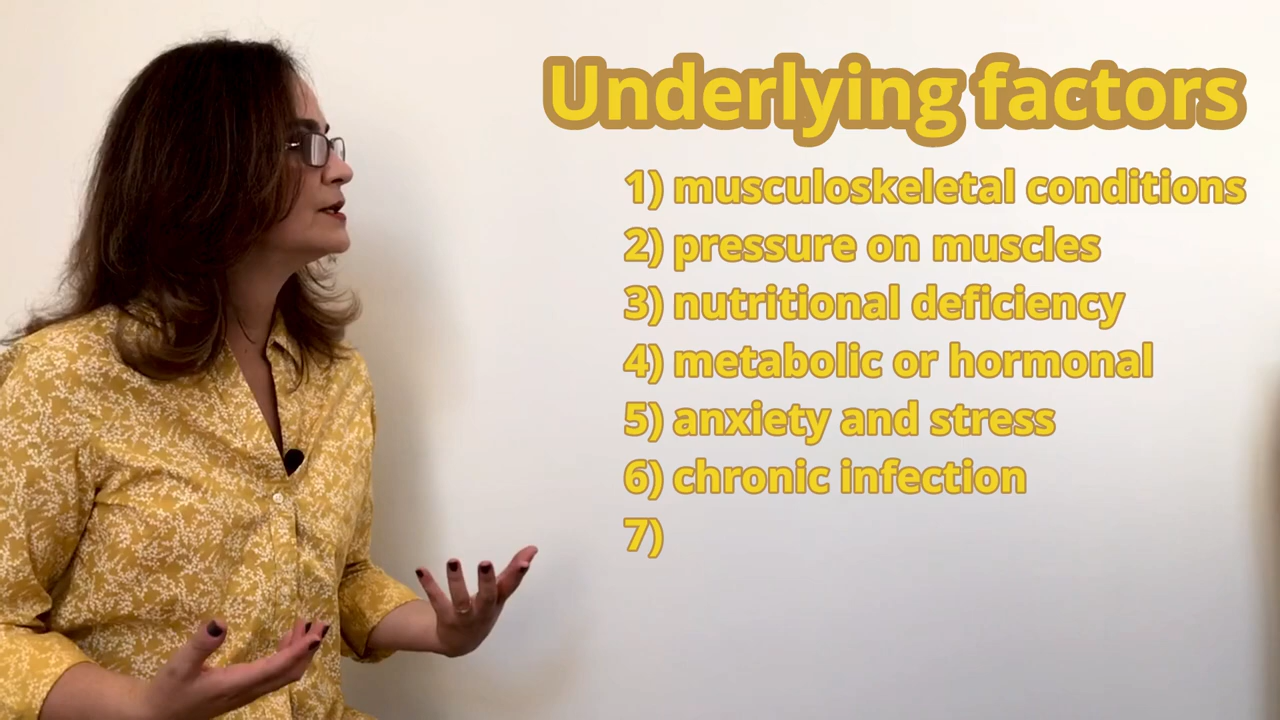 Underlying factors
1) musculoskeletal conditions
2) pressure on muscles
3) nutritional deficiency
4) metabolic or hormonal
5) anxiety and stress
6) chronic infection
7)